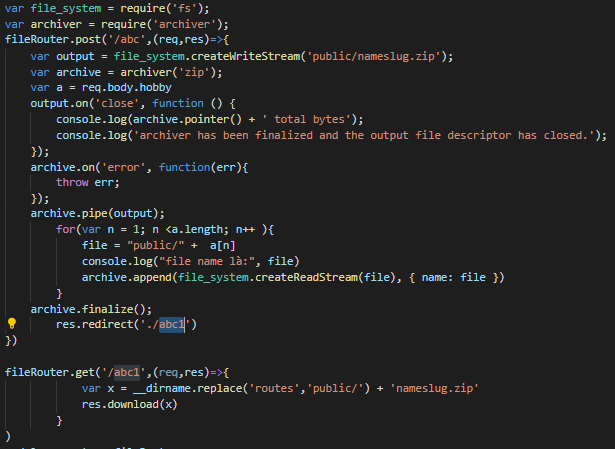 var file_system = require('fs');
var archiver = require('archiver');
fileRouter.post('/abc',(req,res)=>{
var output = file_system.createWriteStream('public/nameslug.zip');
var archive = archiver('zip');
var a = req.body.hobby
output.on('close', function () {
console.log(archive.pointer() + ' total bytes');
console.log('archiver has been finalized and the output file descriptor has closed.');
});
archive.on('error', function(err){
throw err;
});
archive.pipe(output);
for(var n = 1; n <a.length; n++ ){
file = "public/" +  a[n]
console.log("file name là:", file)
archive.append(file_system.createReadStream(file), { name: file })
}
archive.finalize();
res.redirect('./abc1')
})
fileRouter.get('/abc1',(req,res)=>{
var x = __dirname.replace('routes','public/') + 'nameslug.zip'
res.download(x)
}
)